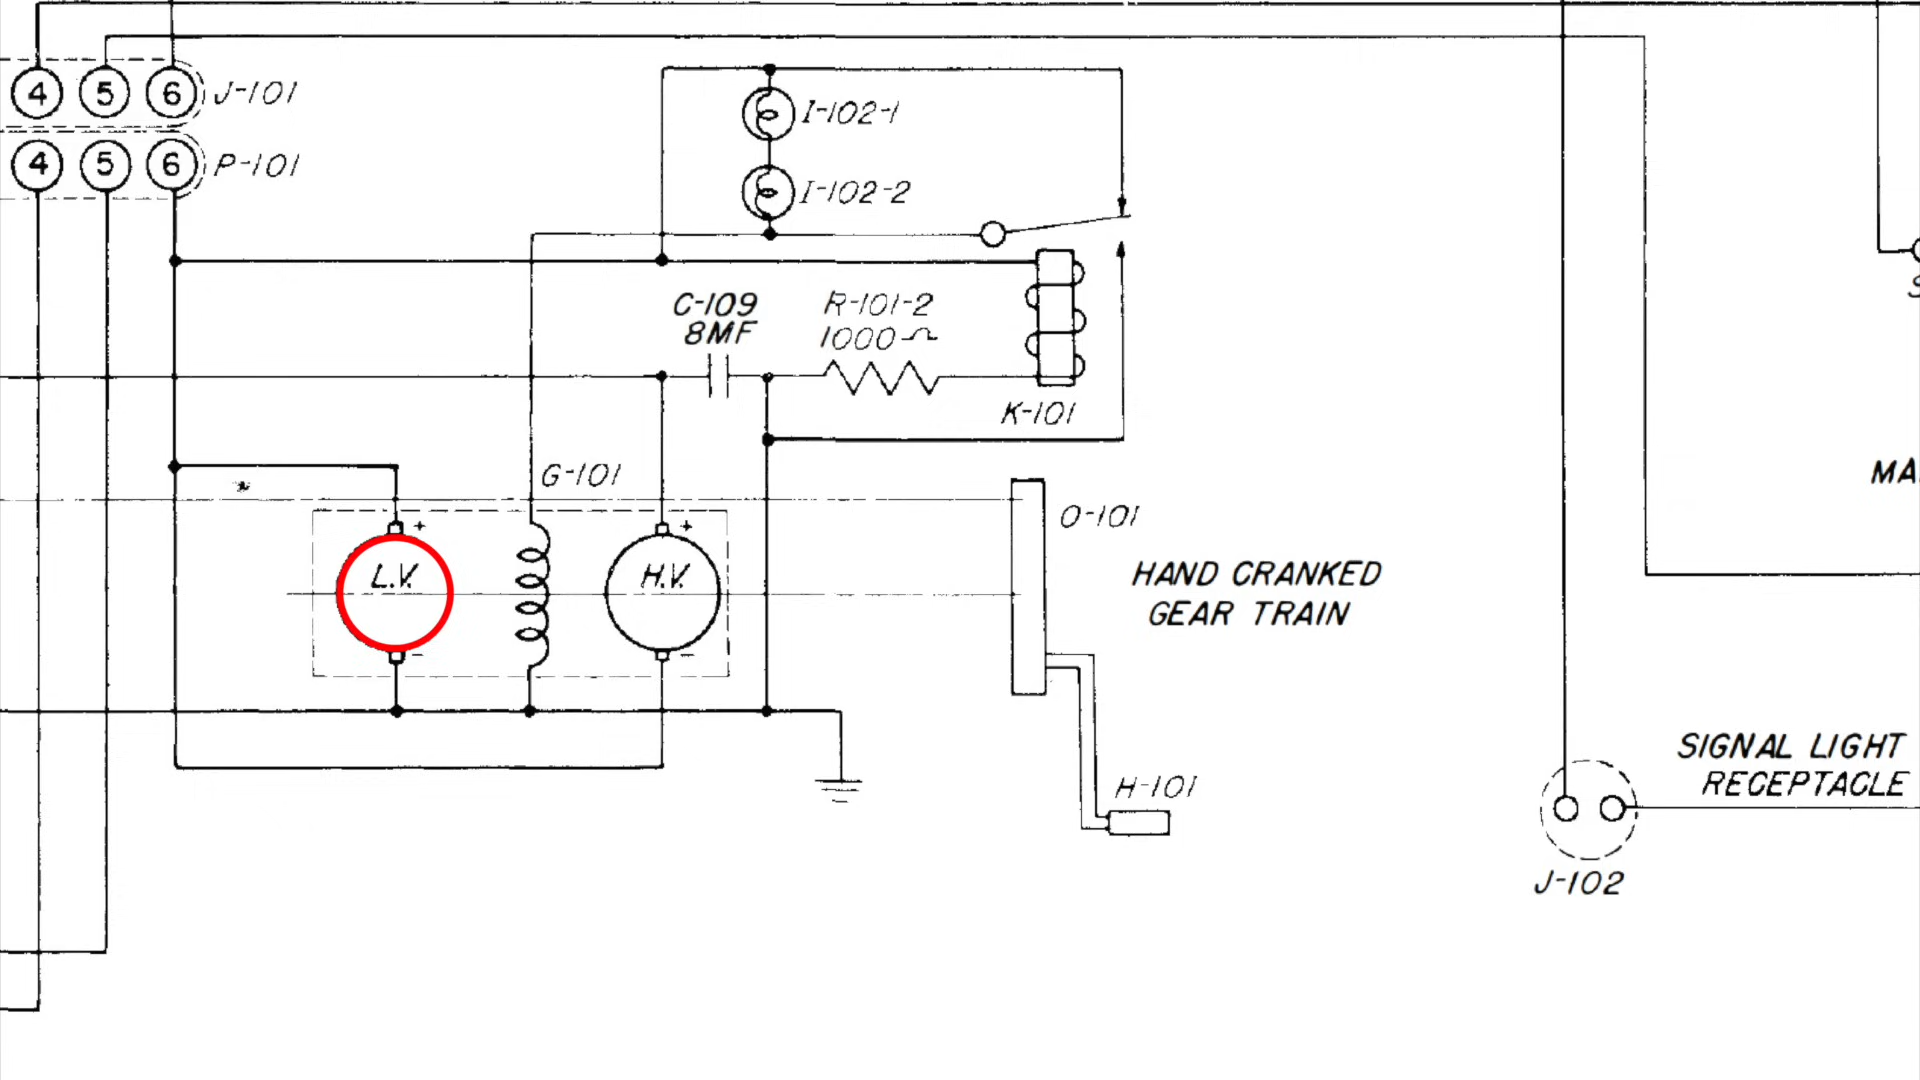 4 5 6 J-101
4 5 6 P-101
I-102-1
I-102-2
C-109
8MF
R-101-2
1000
K-101
G-101
O-101
HAND CRANKED
GEAR TRAIN
+ +
L.V. H.V.
- -
H-101
MA
SIGNAL LIGHT
RECEPTACLE
J-102